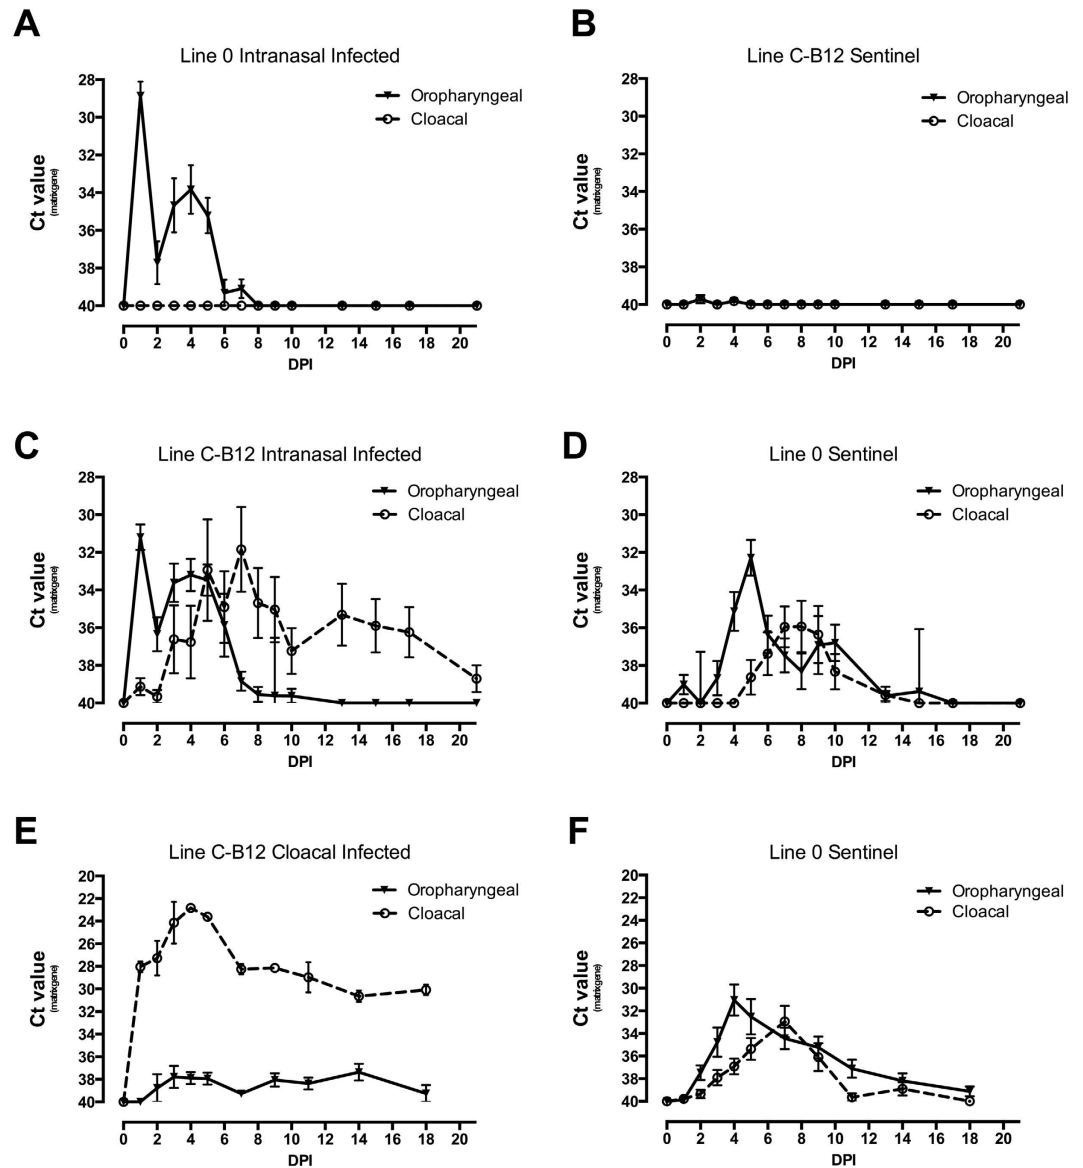 A
Line 0 Intranasal Infected
Oropharyngeal
Cloacal
Ct value
(matrixgene)
28
30
32
34
36
38
40
0 2 4 6 8 10 12 14 16 18 20
DPI
B
Line C-B12 Sentinel
Oropharyngeal
Cloacal
Ct value
(matrixgene)
28
30
32
34
36
38
40
0 2 4 6 8 10 12 14 16 18 20
DPI
C
Line C-B12 Intranasal Infected
Oropharyngeal
Cloacal
Ct value
(matrixgene)
28
30
32
34
36
38
40
0 2 4 6 8 10 12 14 16 18 20
DPI
D
Line 0 Sentinel
Oropharyngeal
Cloacal
Ct value
(matrixgene)
28
30
32
34
36
38
40
0 2 4 6 8 10 12 14 16 18 20
DPI
E
Line C-B12 Cloacal Infected
Oropharyngeal
Cloacal
Ct value
(matrixgene)
20
22
24
26
28
30
32
34
36
38
40
0 2 4 6 8 10 12 14 16 18 20
DPI
F
Line 0 Sentinel
Oropharyngeal
Cloacal
Ct value
(matrixgene)
20
22
24
26
28
30
32
34
36
38
40
0 2 4 6 8 10 12 14 16 18 20
DPI